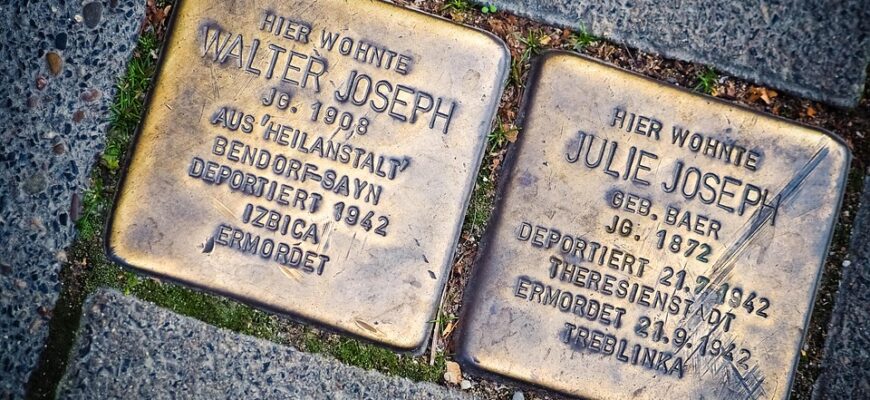 HIER WOHNTE
WALTER JOSEPH
JG. 1908
AUS 'HEILANSTALT'
BENDORF-SAYN
DEPORTIERT 1942
IZBICA
ERMORDET
HIER WOHNTE
JULIE JOSEPH
GEB. BAER
JG. 1872
DEPORTIERT 21.7.1942
THERESIENSTADT
ERMORDET 21.9.1942
TREBLINKA